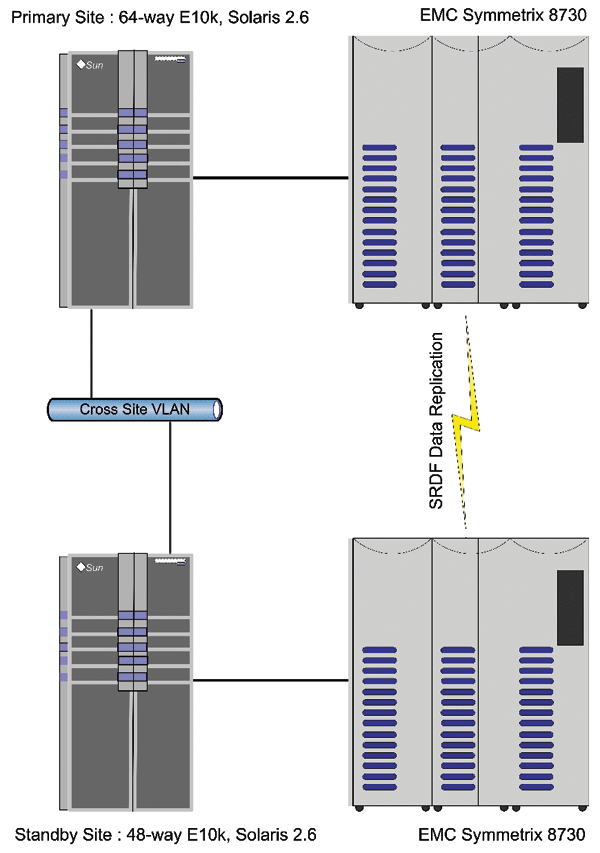 Primary Site : 64-way E10k, Solaris 2.6
EMC Symmetrix 8730
Sun
Cross Site VLAN
SRDF Data Replication
Sun
Standby Site : 48-way E10k, Solaris 2.6
EMC Symmetrix 8730